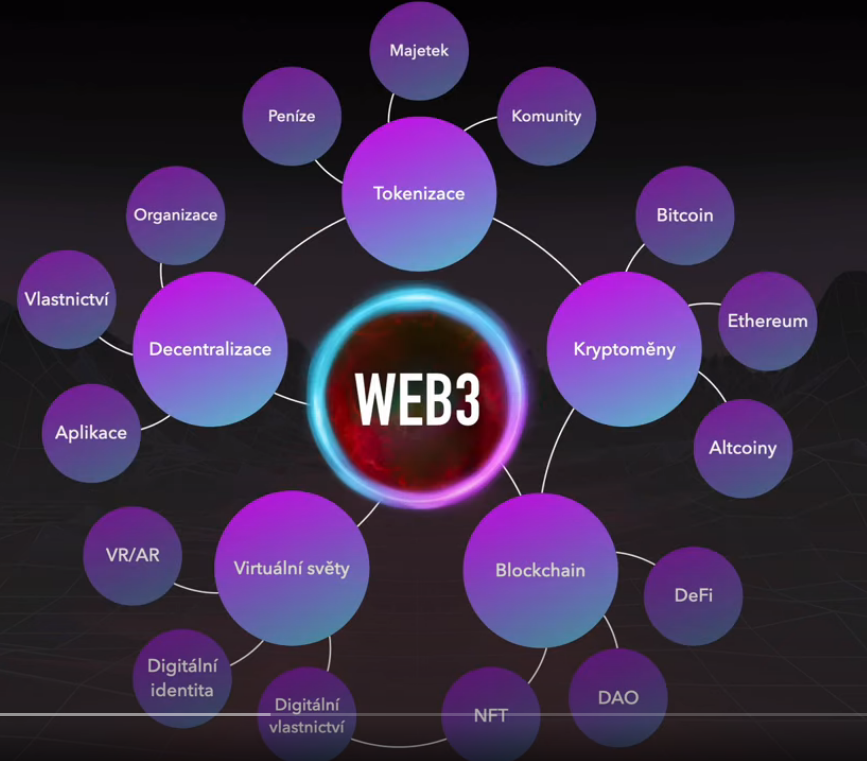 Majetek
Peníze
Komunity
Tokenizace
Organizace
Bitcoin
Vlastnictví
Ethereum
Decentralizace
Kryptoměny
WEB3
Aplikace
Altcoiny
VR/AR
Virtuální světy
Blockchain
DeFi
Digitální
identita
Digitální
vlastnictví
NFT
DAO